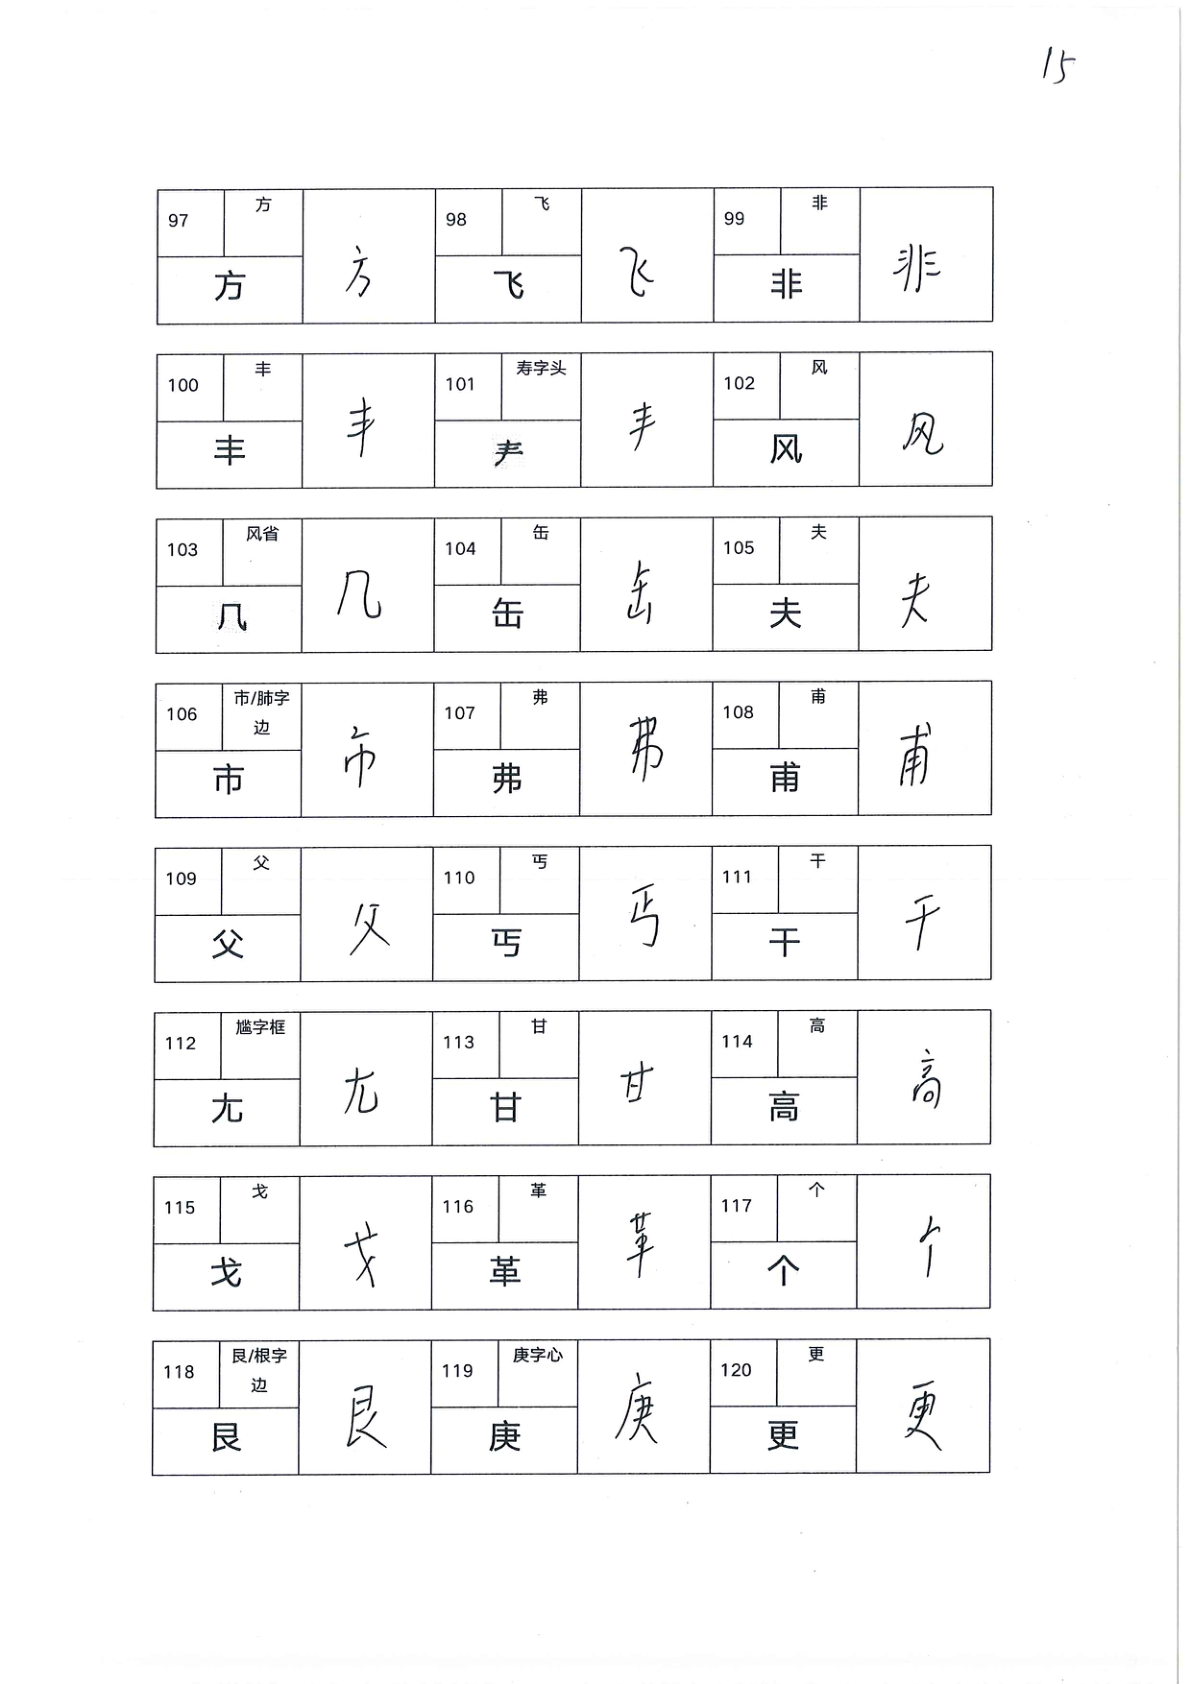 15
97 方 方 98 飞 飞 99 非 非
方 飞 非
100 丰 丰 101 寿字头 𡗗 102 风 风
丰 风
103 风省 几 104 缶 缶 105 夫 夫
几 缶 夫
106 市/肺字边 市 107 弗 弗 108 甫 甫
市 弗 甫
109 父 父 110 丐 丐 111 干 干
父 丐 干
112 尴字框 尢 113 甘 甘 114 高 高
尢 甘 高
115 戈 戈 116 革 革 117 个 个
戈 革 个
118 艮/根字边 艮 119 庚字心 庚 120 更 更
艮 庚 更